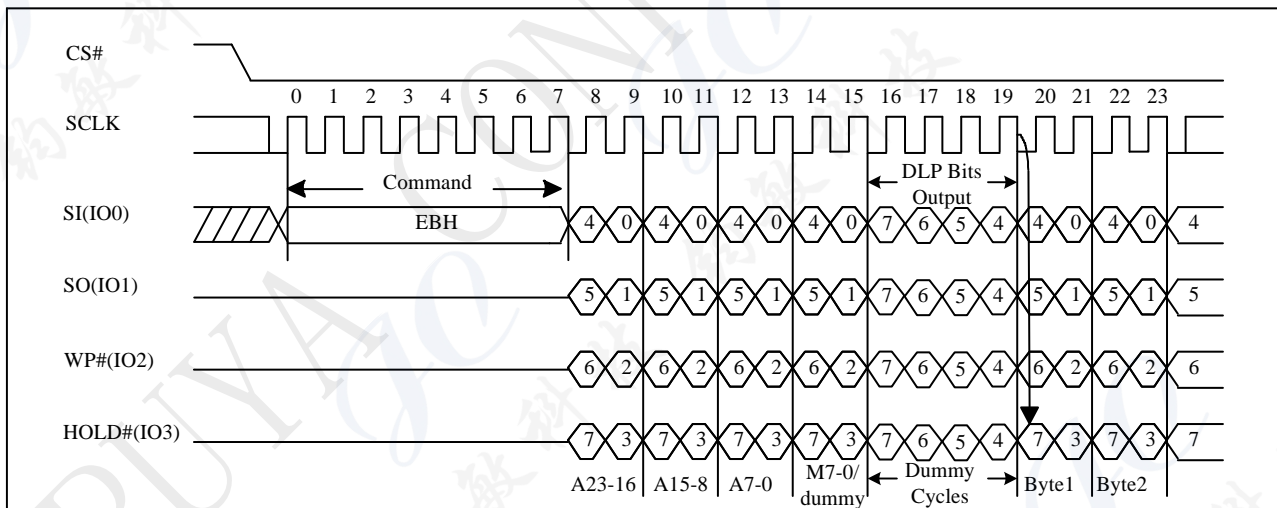 CS#
0 1 2 3 4 5 6 7 8 9 10 11 12 13 14 15 16 17 18 19 20 21 22 23
SCLK
Command
DLP Bits
Output
SI(IO0)
EBH
4 0 4 0 4 0 4 0 7 6 5 4 4 0 4 0 4
SO(IO1)
5 1 5 1 5 1 5 1 7 6 5 4 5 1 5 1 5
WP#(IO2)
6 2 6 2 6 2 6 2 7 6 5 4 6 2 6 2 6
HOLD#(IO3)
7 3 7 3 7 3 7 3 7 6 5 4 7 3 7 3 7
A23-16 A15-8 A7-0
M7-0/
dummy
Dummy
Cycles
Byte1 Byte2
PUYA CON